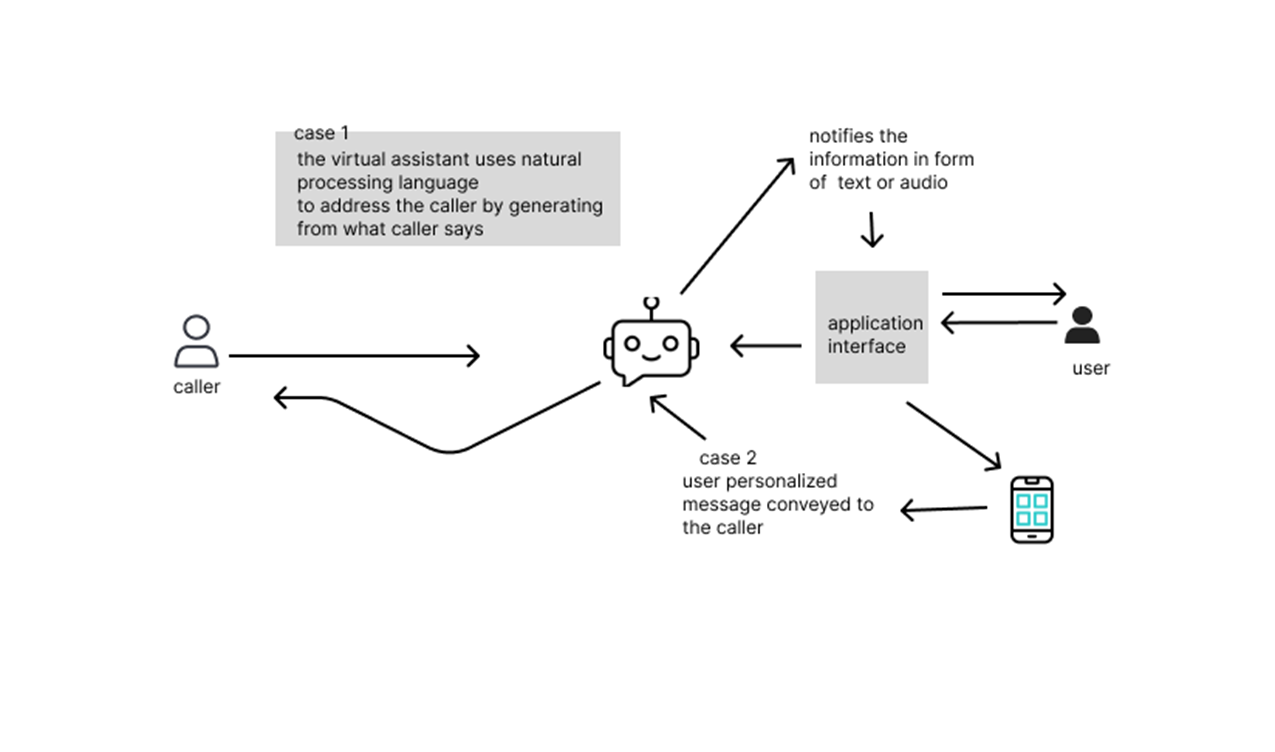 case 1
the virtual assistant uses natural
processing language
to address the caller by generating
from what caller says
notifies the
information in form
of text or audio
caller
application
interface
user
case 2
user personalized
message conveyed to
the caller